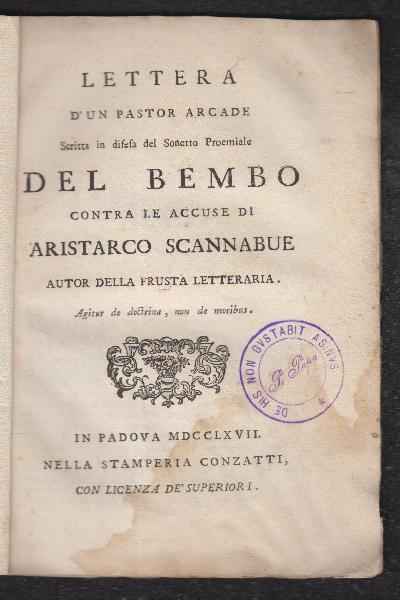 LETTERA
D'UN PASTOR ARCADE
Scritta in difesa del Sonetto Proemiale
DEL BEMBO
CONTRA LE ACCUSE DI
ARISTARCO SCANNABUE
AUTOR DELLA FRUSTA LETTERARIA.
Agitur de doctrina, non de moribus.
DE HIS NON GVSTABIT ASINVS
IN PADOVA MDCCLXVII.
NELLA STAMPERIA CONZATTI,
CON LICENZA DE' SUPERIORI.